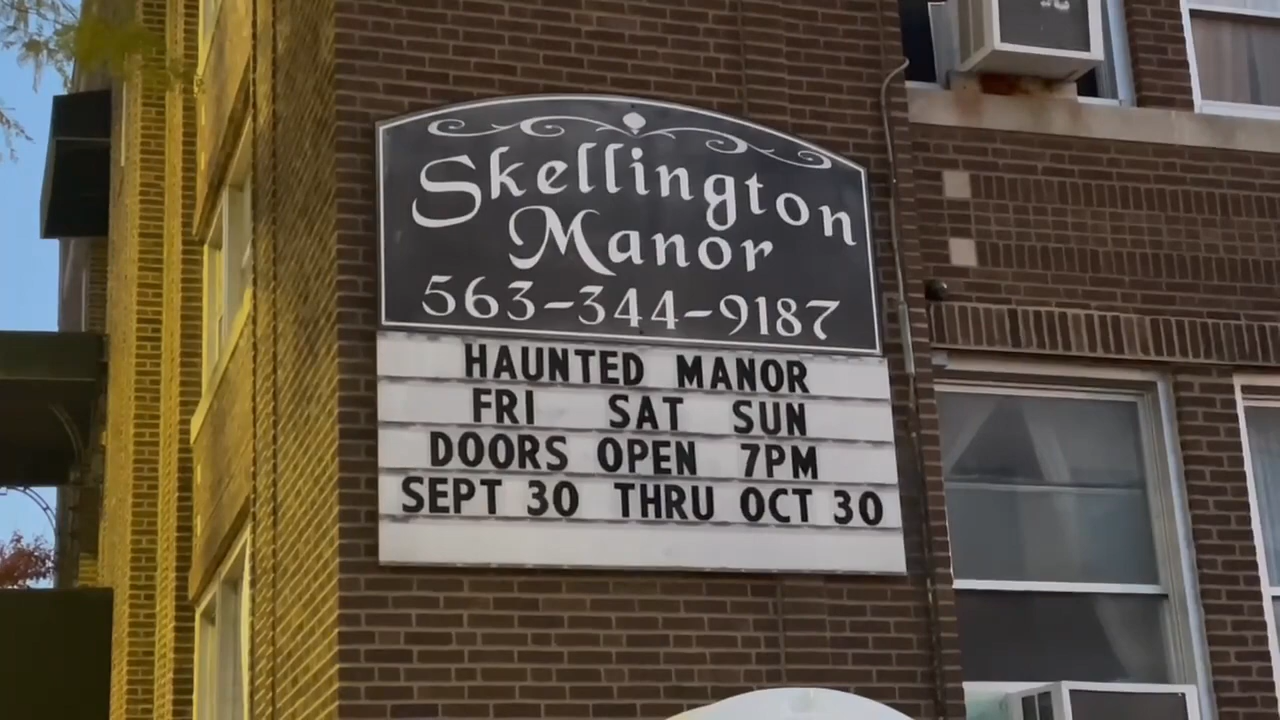 Skellington
Manor
563-344-9187
HAUNTED MANOR
FRI SAT SUN
DOORS OPEN 7PM
SEPT 30 THRU OCT 30